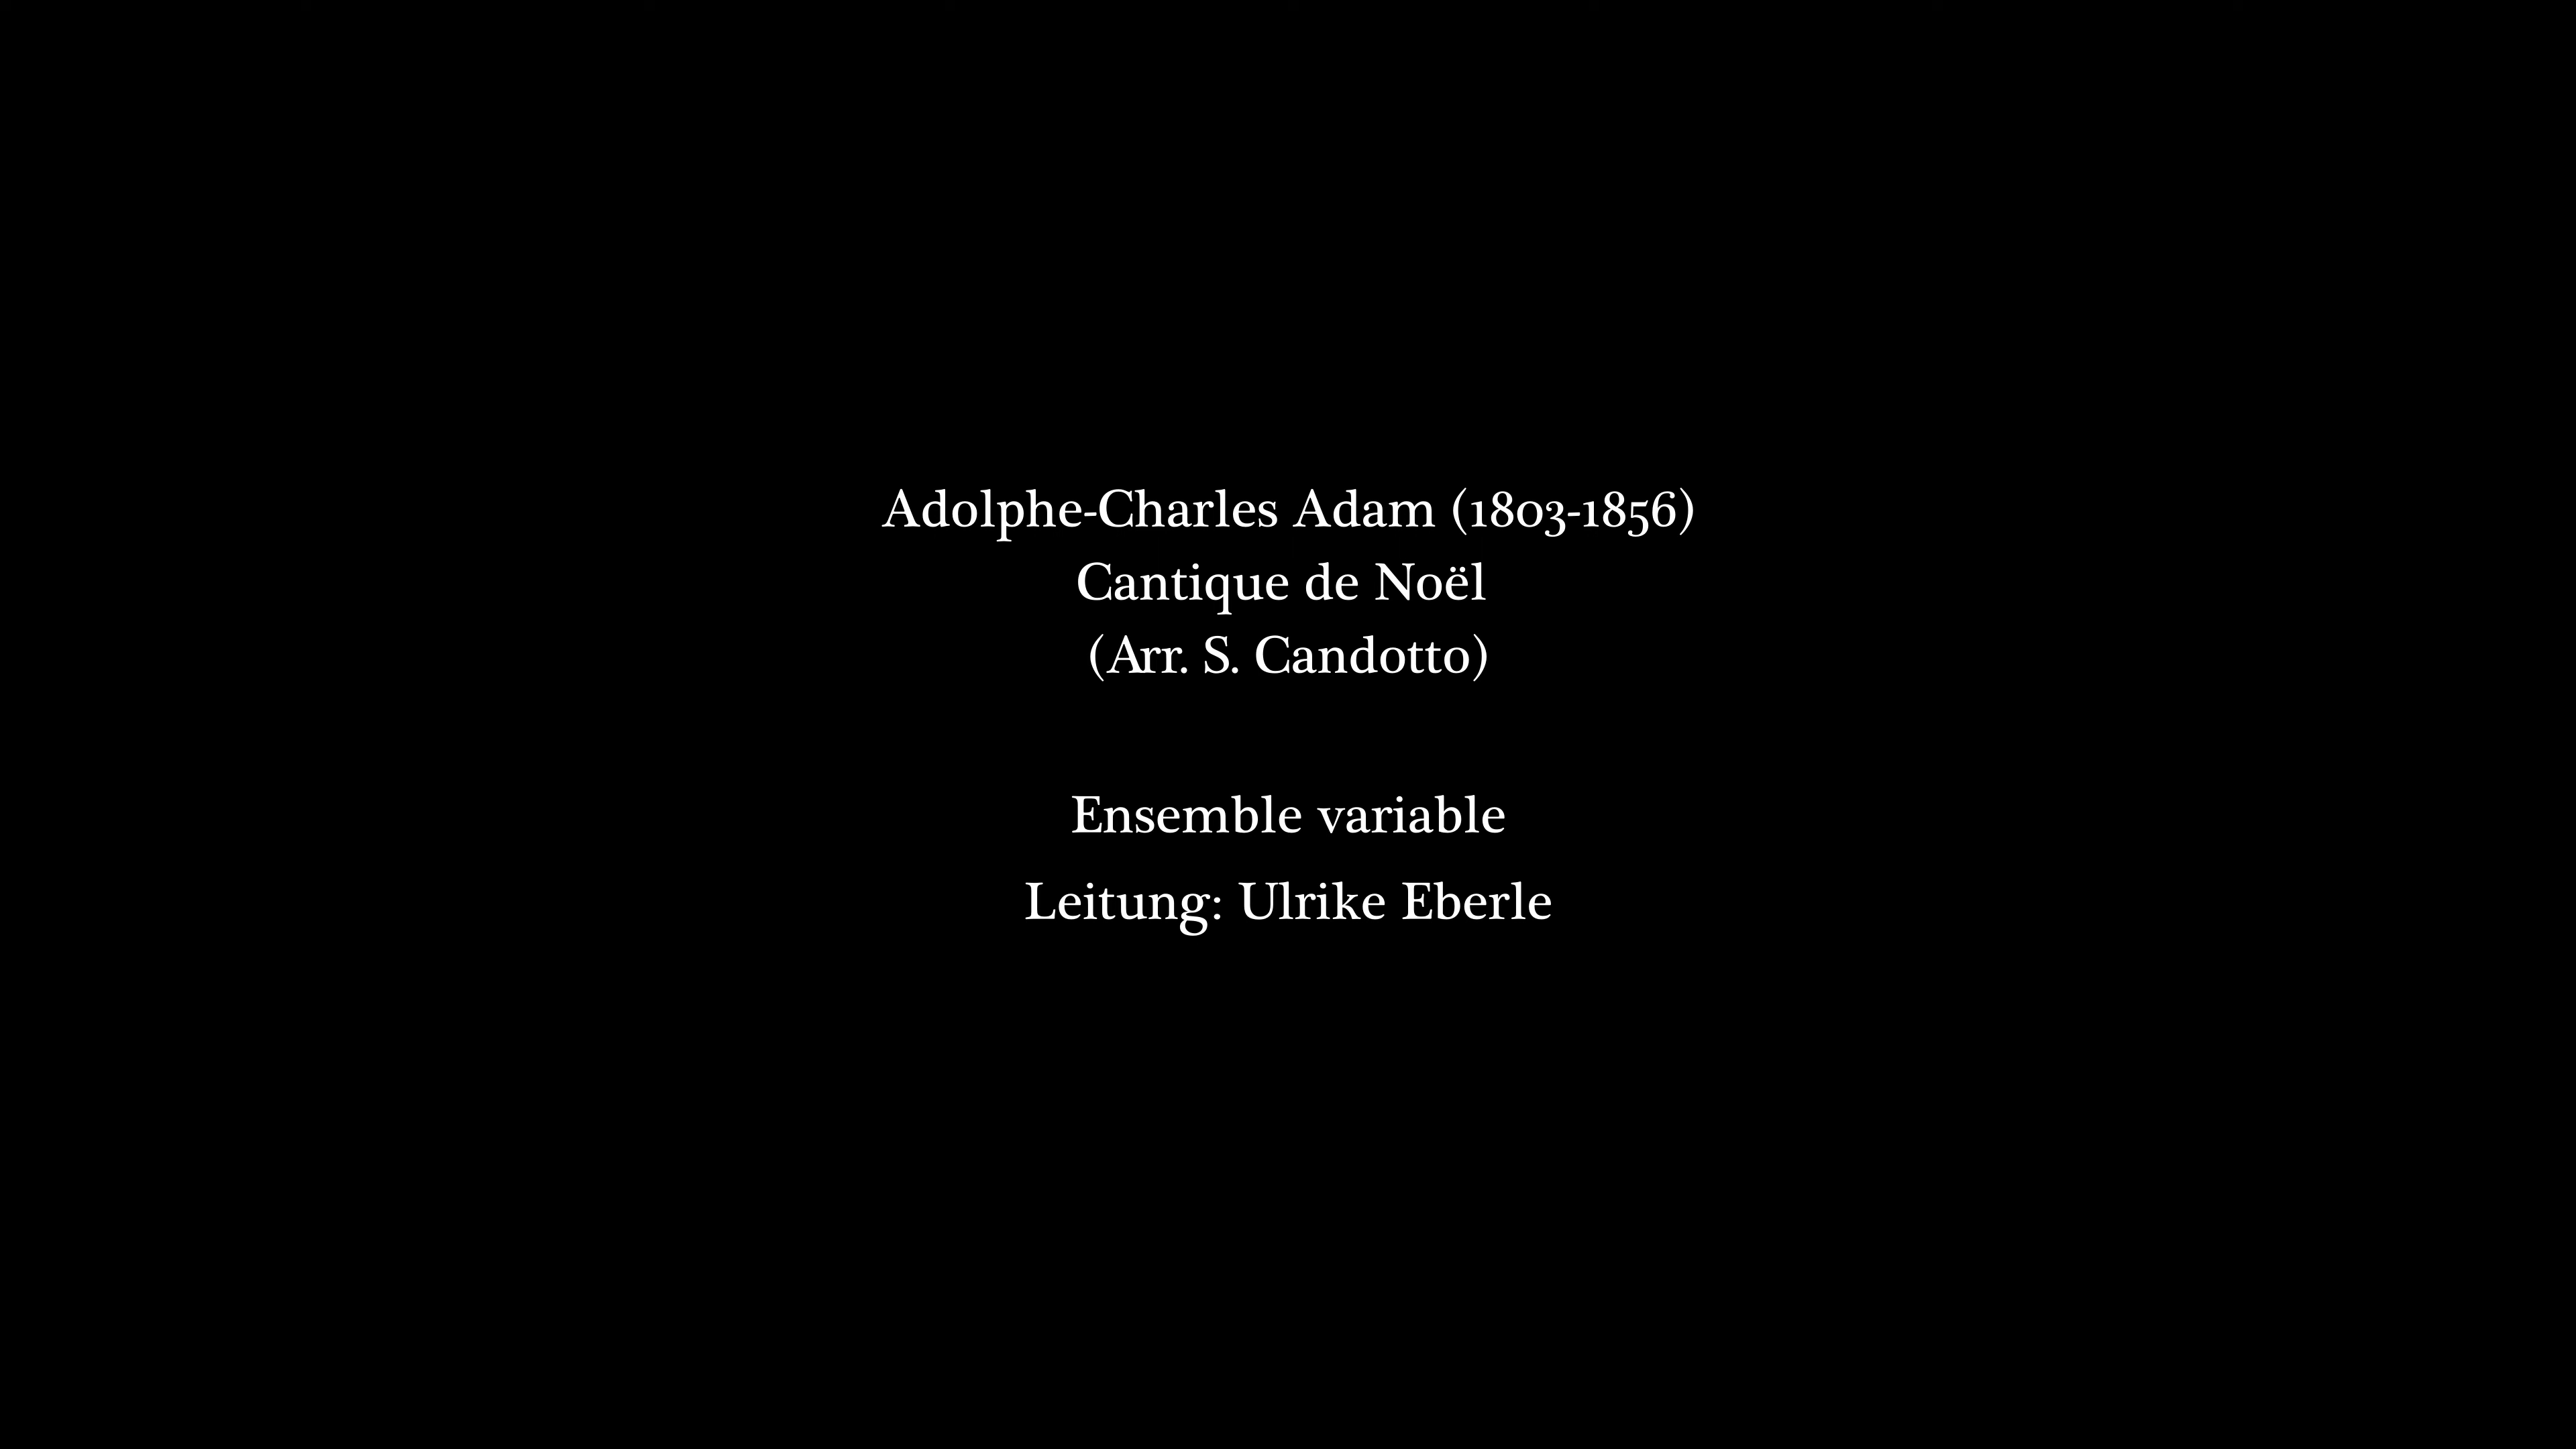 Adolphe-Charles Adam (1803-1856)
Cantique de Noël
(Arr. S. Candotto)
Ensemble variable
Leitung: Ulrike Eberle